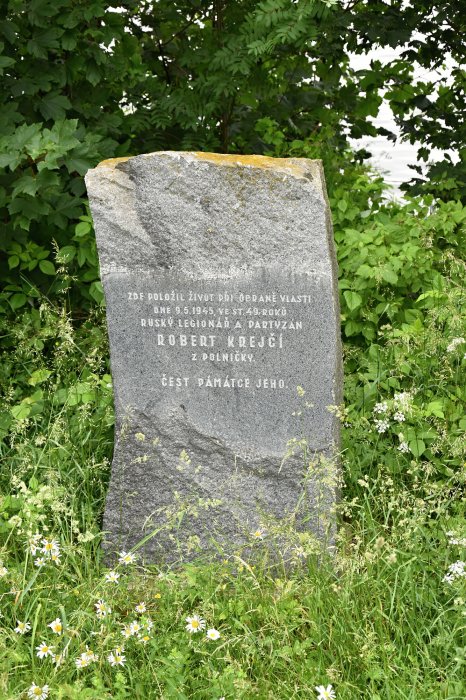 ZDE POLOŽIL ŽIVOT PŘI OBRANĚ VLASTI
DNE 9.5.1945 VE ST. 49. ROKŮ
RUSKÝ LEGIONÁŘ A PARTYZÁN
ROBERT KREJČÍ
Z POLNIČKY.
ČEST PAMÁTCE JEHO.